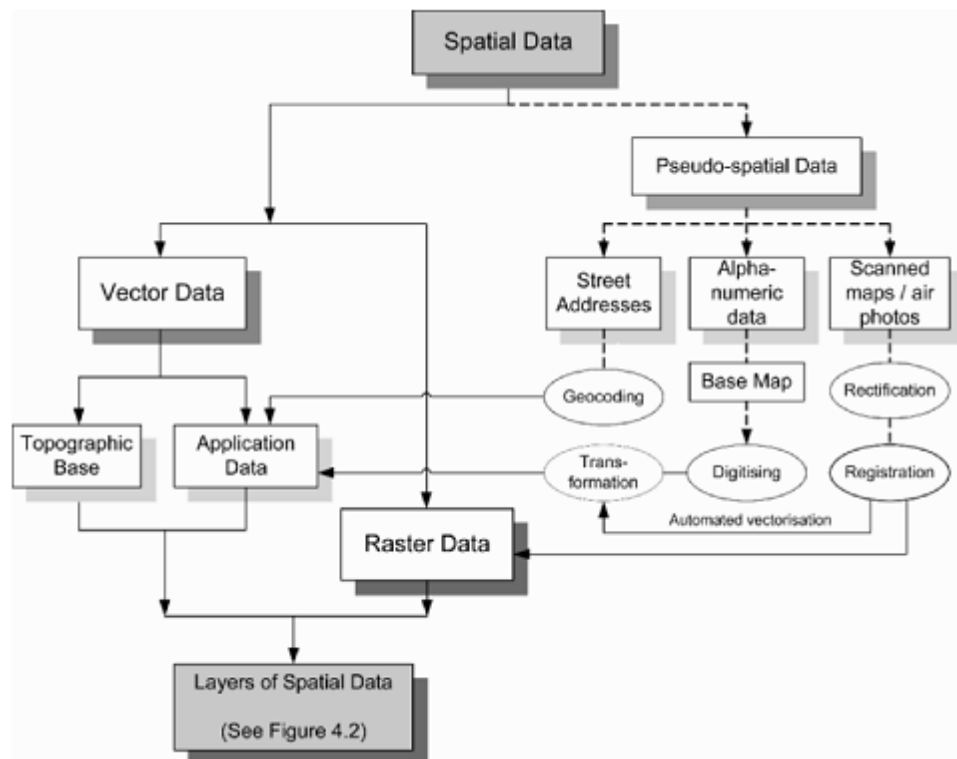 Spatial Data
Pseudo-spatial Data
Vector Data
Street
Addresses
Alpha-
numeric
data
Scanned
maps / air
photos
Geocoding
Base Map
Rectification
Topographic
Base
Application
Data
Trans-
formation
Digitising
Registration
Automated vectorisation
Raster Data
Layers of Spatial Data
(See Figure 4.2)